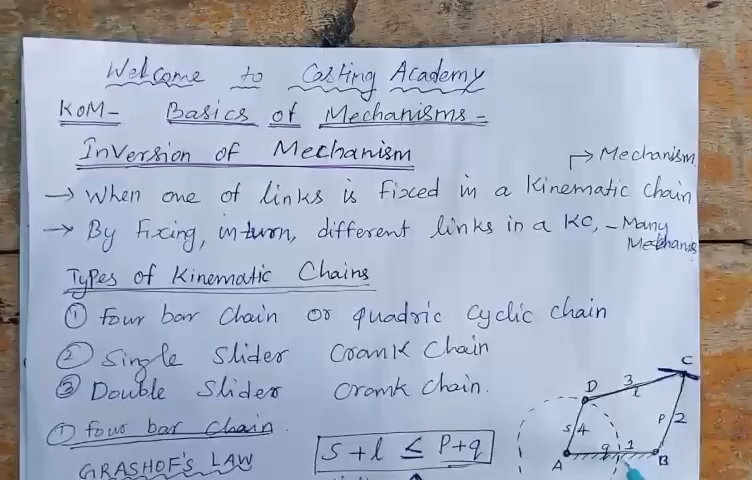 Welcome to Casting Academy
KOM- Basics of Mechanisms-
Inversion of Mechanism
→ Mechanism
→ When one of links is fixed in a kinematic chain
→ By Fixing, in turn, different links in a KC, - Many
Mechanis
Types of Kinematic Chains
① four bar chain or quadric cyclic chain
② Single Slider Crank Chain
③ Double Slider Crank chain.
① four bar chain.
GRASHOF'S LAW
S + l ≤ P + q
C
D
3
l
S
4
P
2
q
1
A
B